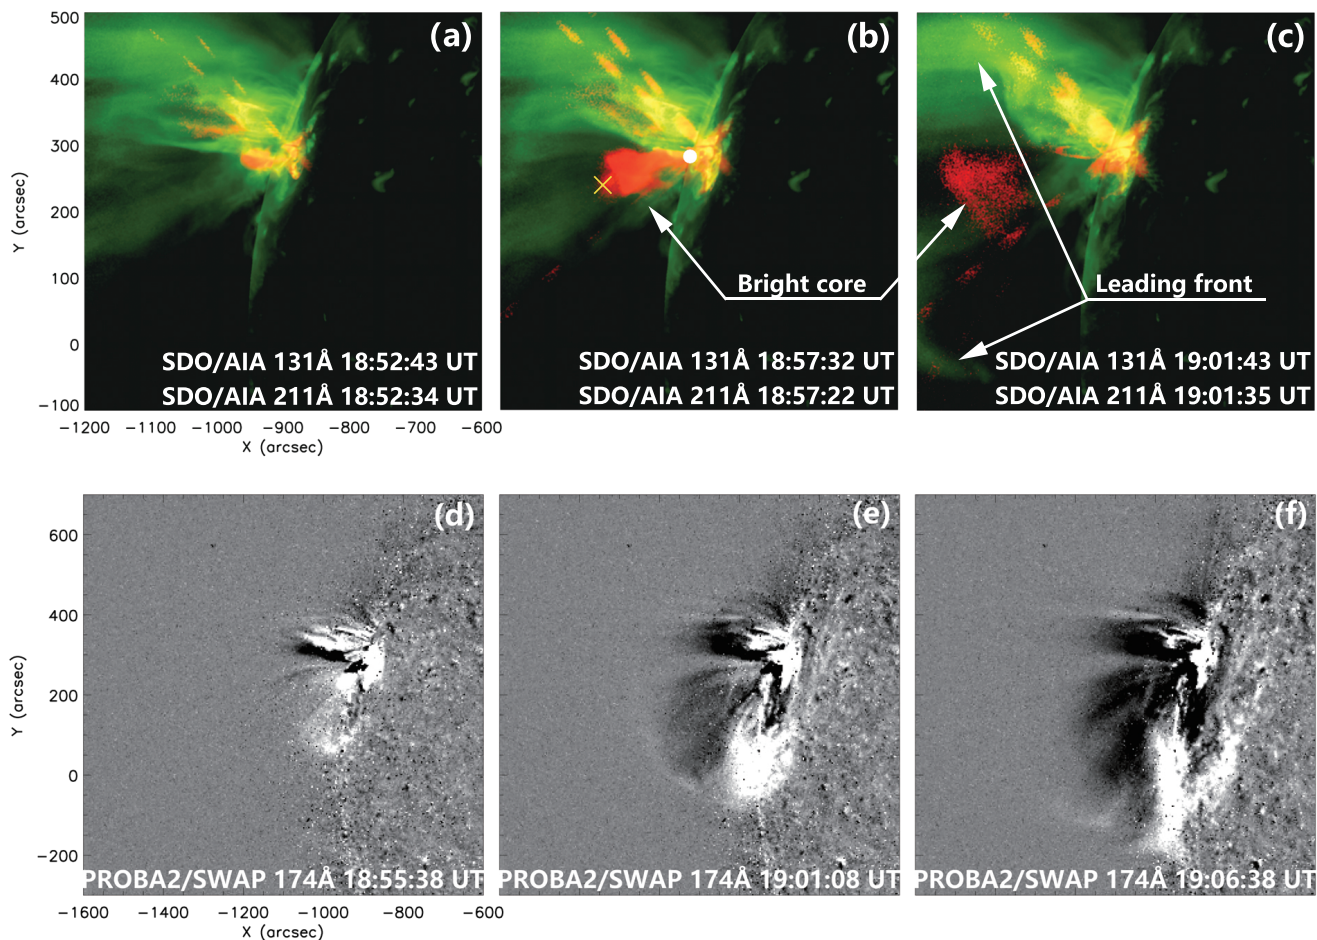 500
400
300
200
100
0
−100
Y (arcsec)
(a)
(b)
(c)
Bright core
Leading front
SDO/AIA 131Å 18:52:43 UT
SDO/AIA 211Å 18:52:34 UT
SDO/AIA 131Å 18:57:32 UT
SDO/AIA 211Å 18:57:22 UT
SDO/AIA 131Å 19:01:43 UT
SDO/AIA 211Å 19:01:35 UT
−1200 −1100 −1000 −900 −800 −700 −600
X (arcsec)
600
400
200
0
−200
Y (arcsec)
(d)
(e)
(f)
PROBA2/SWAP 174Å 18:55:38 UT
PROBA2/SWAP 174Å 19:01:08 UT
PROBA2/SWAP 174Å 19:06:38 UT
−1600 −1400 −1200 −1000 −800 −600
X (arcsec)